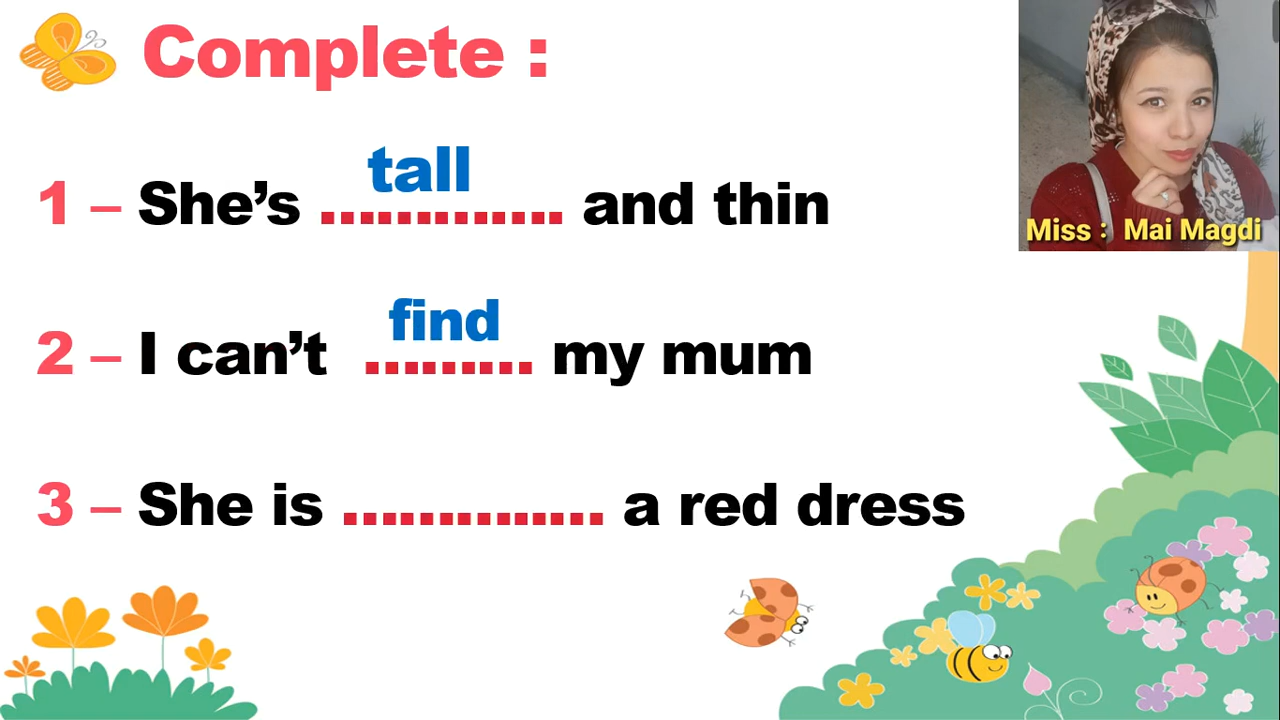 Complete :
Miss : Mai Magdi
1 – She's tall ............. and thin
2 – I can't find ......... my mum
3 – She is .............. a red dress